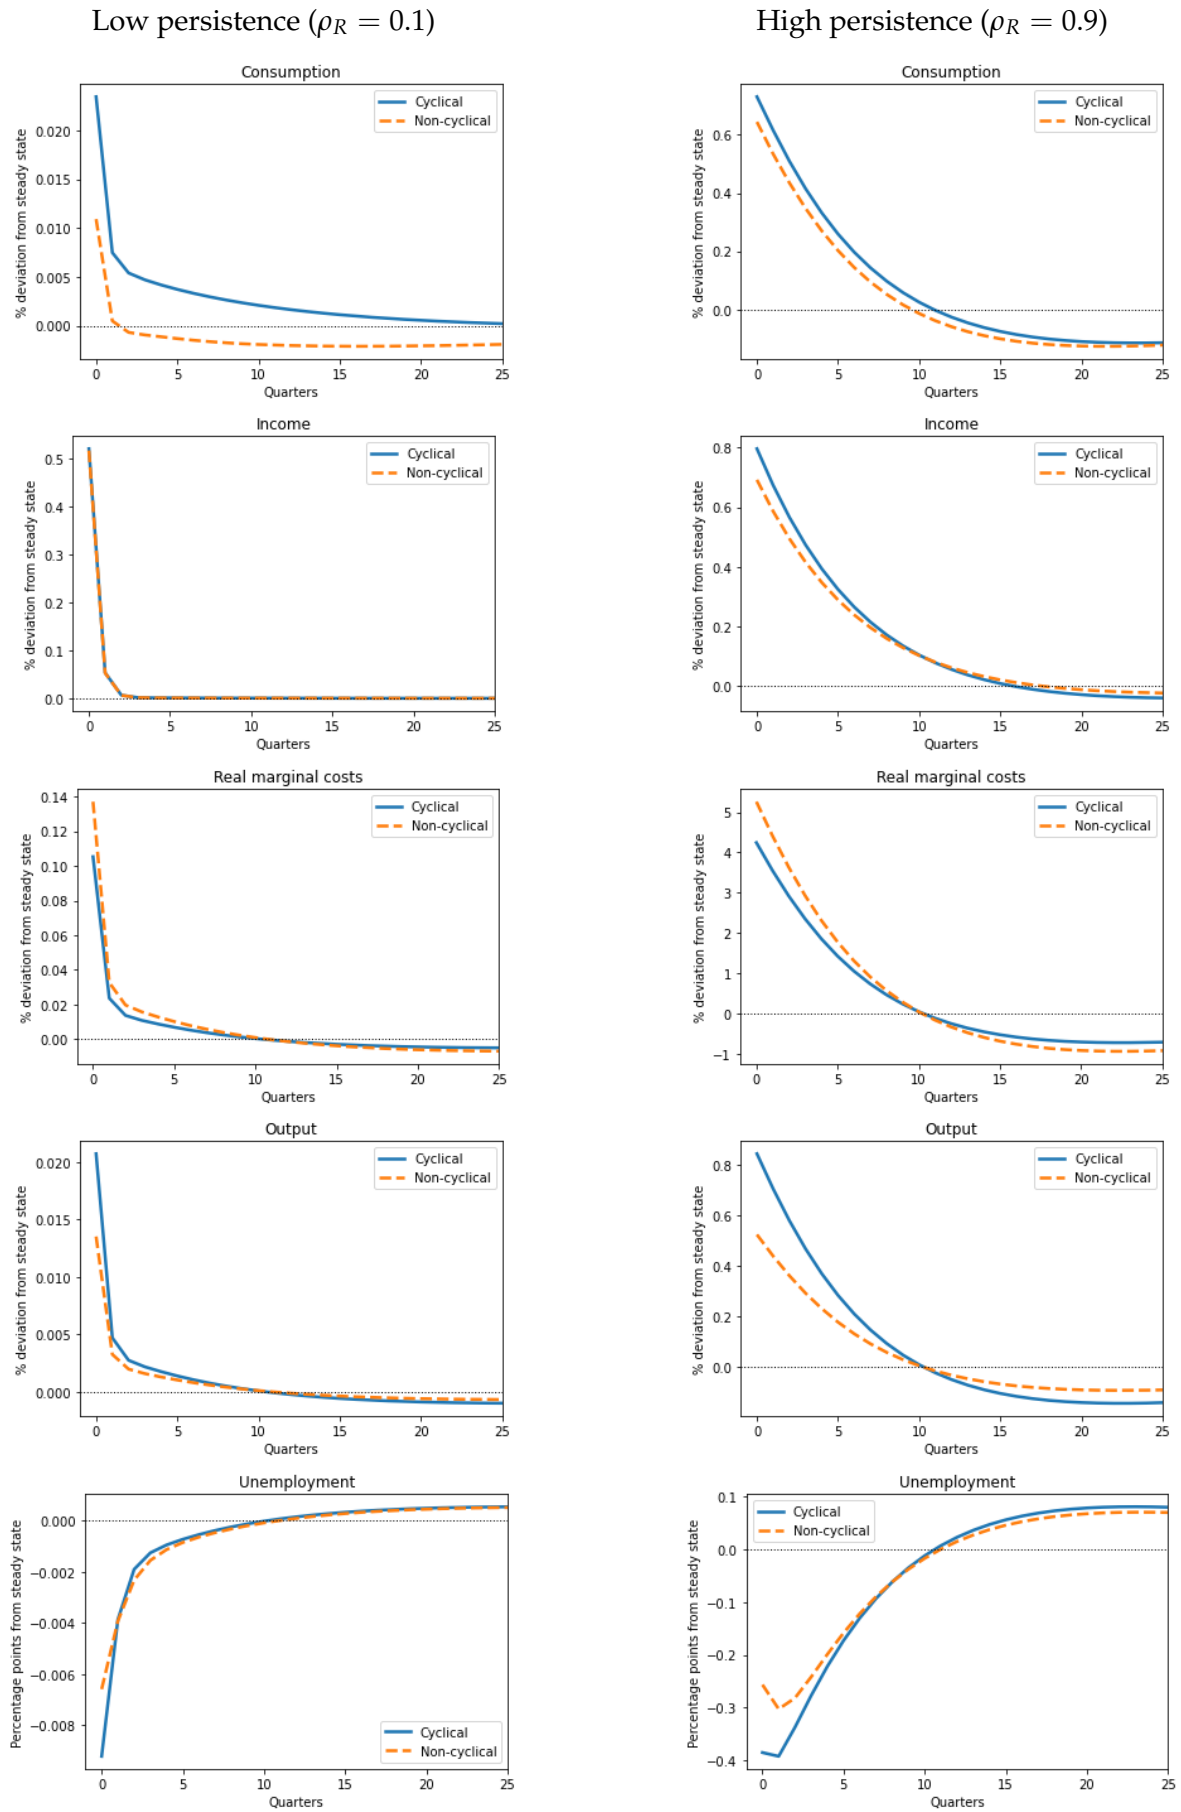 Low persistence (ρR = 0.1)
High persistence (ρR = 0.9)
Consumption
% deviation from steady state
0.020
0.015
0.010
0.005
0.000
Cyclical
Non-cyclical
0 5 10 15 20 25
Quarters
Consumption
% deviation from steady state
0.6
0.4
0.2
0.0
Cyclical
Non-cyclical
0 5 10 15 20 25
Quarters
Income
% deviation from steady state
0.5
0.4
0.3
0.2
0.1
0.0
Cyclical
Non-cyclical
0 5 10 15 20 25
Quarters
Income
% deviation from steady state
0.8
0.6
0.4
0.2
0.0
Cyclical
Non-cyclical
0 5 10 15 20 25
Quarters
Real marginal costs
% deviation from steady state
0.14
0.12
0.10
0.08
0.06
0.04
0.02
0.00
Cyclical
Non-cyclical
0 5 10 15 20 25
Quarters
Real marginal costs
% deviation from steady state
5
4
3
2
1
0
−1
Cyclical
Non-cyclical
0 5 10 15 20 25
Quarters
Output
% deviation from steady state
0.020
0.015
0.010
0.005
0.000
Cyclical
Non-cyclical
0 5 10 15 20 25
Quarters
Output
% deviation from steady state
0.8
0.6
0.4
0.2
0.0
Cyclical
Non-cyclical
0 5 10 15 20 25
Quarters
Unemployment
Percentage points from steady state
0.000
−0.002
−0.004
−0.006
−0.008
Cyclical
Non-cyclical
0 5 10 15 20 25
Quarters
Unemployment
Percentage points from steady state
0.1
0.0
−0.1
−0.2
−0.3
−0.4
Cyclical
Non-cyclical
0 5 10 15 20 25
Quarters